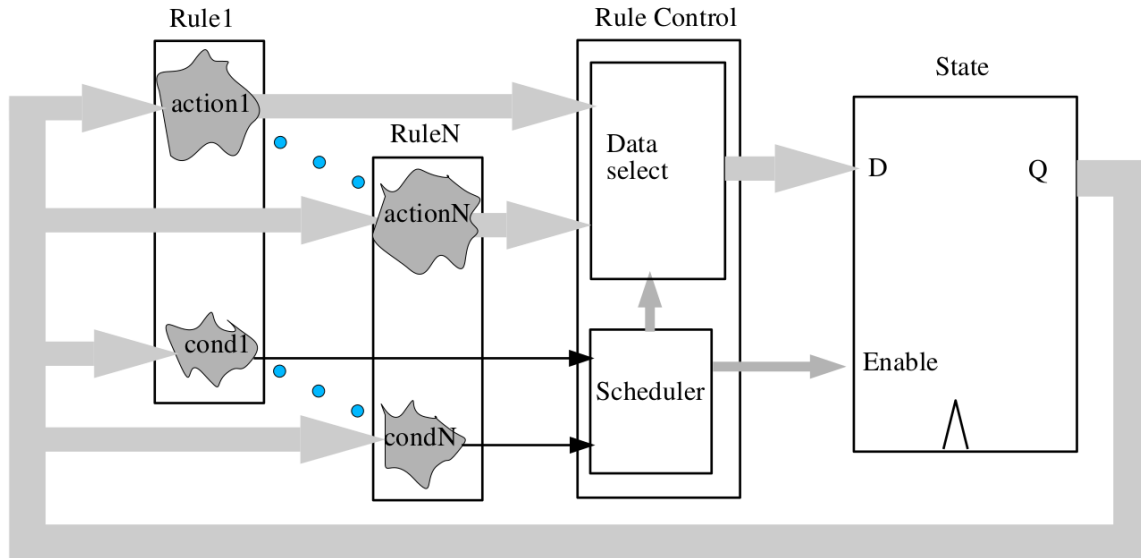 Rule1
Rule Control
State
action1
RuleN
Data
select
D
Q
actionN
cond1
Enable
Scheduler
condN